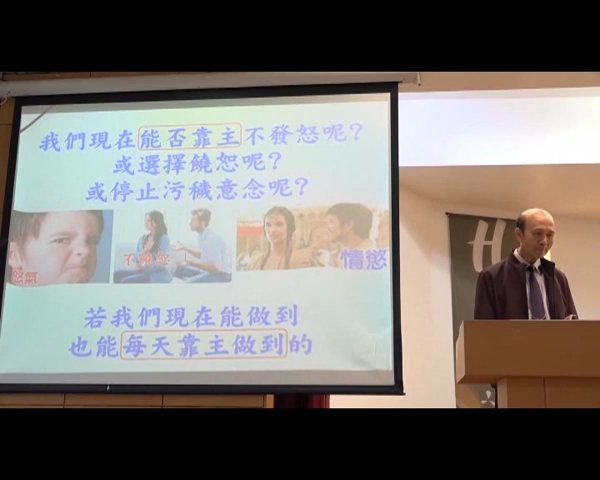 我們現在能否靠主不發怒呢?
或選擇饒恕呢?
或停止污穢意念呢?
怒氣
不饒恕
情慾
若我們現在能做到
也能每天靠主做到的
H